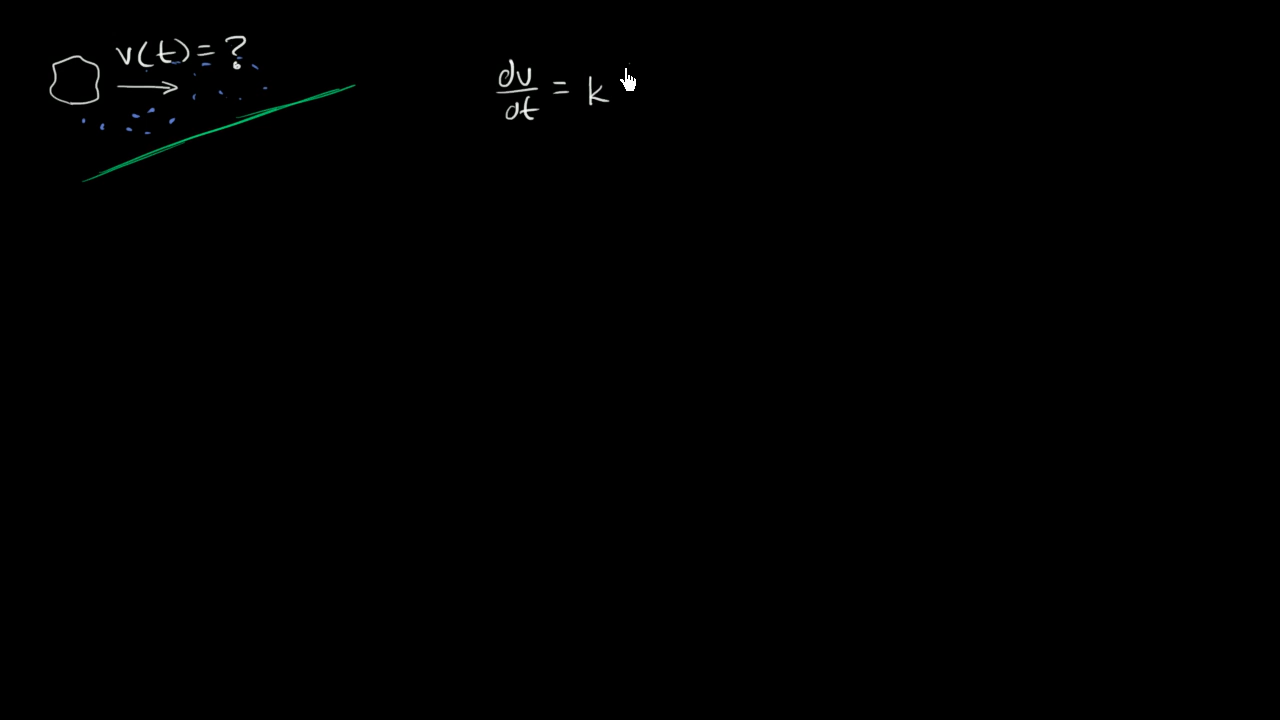 v(t) = ?
dv/dt = k